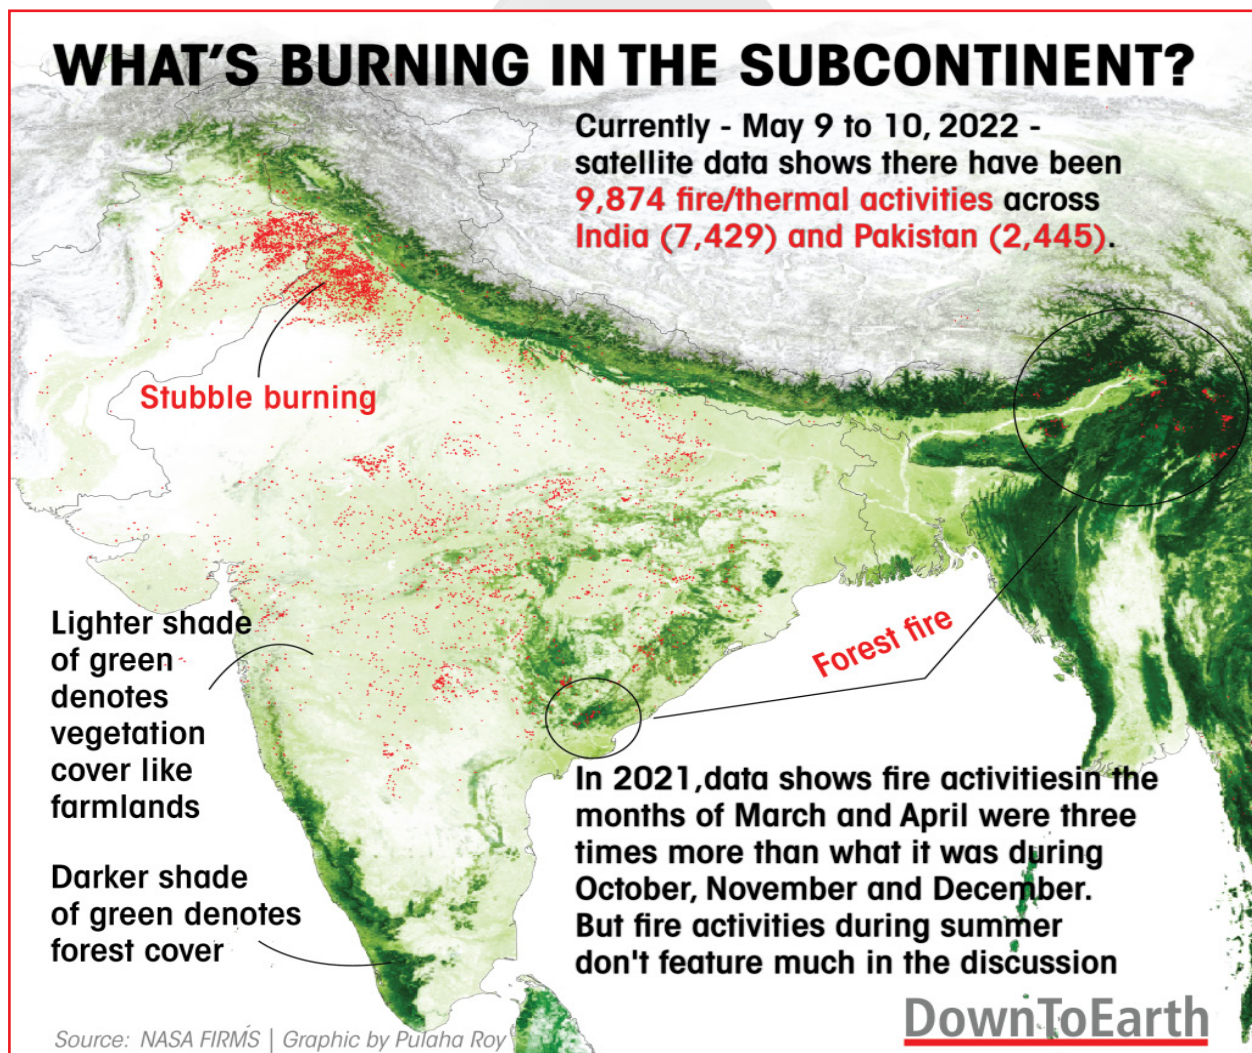 WHAT'S BURNING IN THE SUBCONTINENT?
Currently - May 9 to 10, 2022 -
satellite data shows there have been
9,874 fire/thermal activities across
India (7,429) and Pakistan (2,445).
Stubble burning
Lighter shade
of green
denotes
vegetation
cover like
farmlands
Forest fire
Darker shade
of green denotes
forest cover
In 2021,data shows fire activitiesin the
months of March and April were three
times more than what it was during
October, November and December.
But fire activities during summer
don't feature much in the discussion
DownToEarth
Source: NASA FIRMS | Graphic by Pulaha Roy